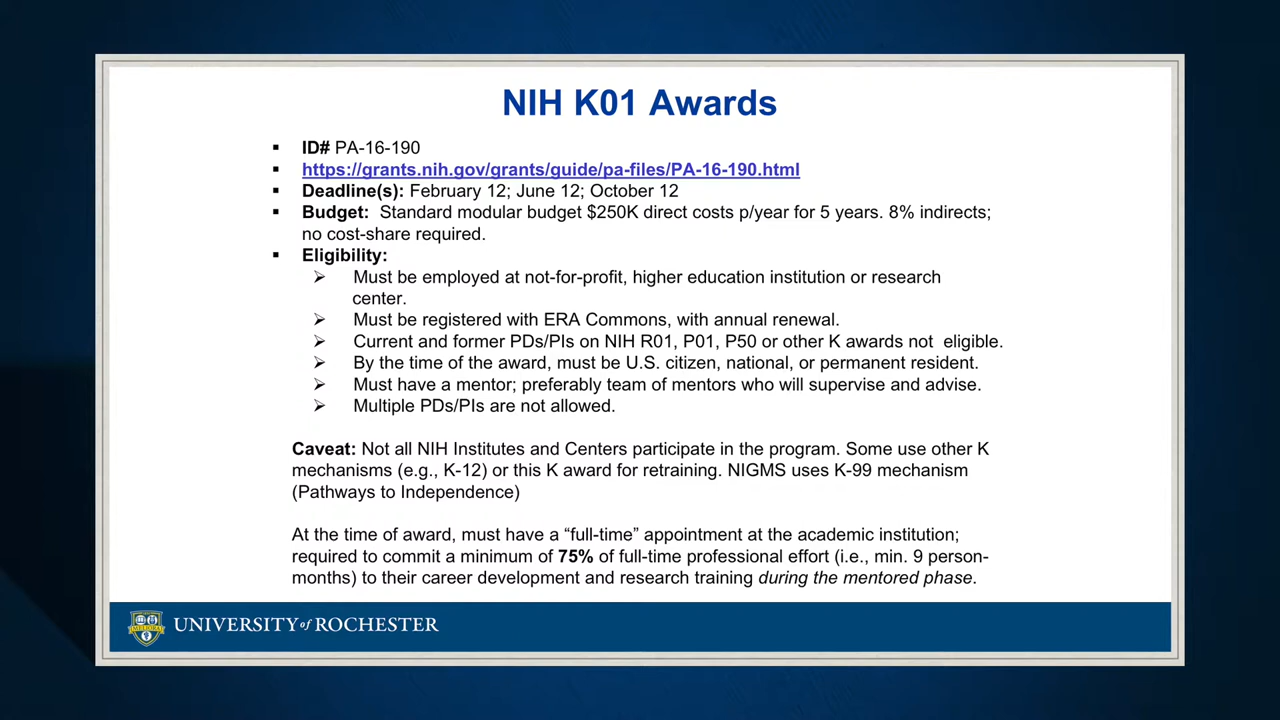 NIH K01 Awards
▪ ID# PA-16-190
▪ https://grants.nih.gov/grants/guide/pa-files/PA-16-190.html
▪ Deadline(s): February 12; June 12; October 12
▪ Budget: Standard modular budget $250K direct costs p/year for 5 years. 8% indirects;
no cost-share required.
▪ Eligibility:
➢ Must be employed at not-for-profit, higher education institution or research
center.
➢ Must be registered with ERA Commons, with annual renewal.
➢ Current and former PDs/PIs on NIH R01, P01, P50 or other K awards not eligible.
➢ By the time of the award, must be U.S. citizen, national, or permanent resident.
➢ Must have a mentor; preferably team of mentors who will supervise and advise.
➢ Multiple PDs/PIs are not allowed.
Caveat: Not all NIH Institutes and Centers participate in the program. Some use other K
mechanisms (e.g., K-12) or this K award for retraining. NIGMS uses K-99 mechanism
(Pathways to Independence)
At the time of award, must have a “full-time” appointment at the academic institution;
required to commit a minimum of 75% of full-time professional effort (i.e., min. 9 person-
months) to their career development and research training during the mentored phase.
UNIVERSITY of ROCHESTER